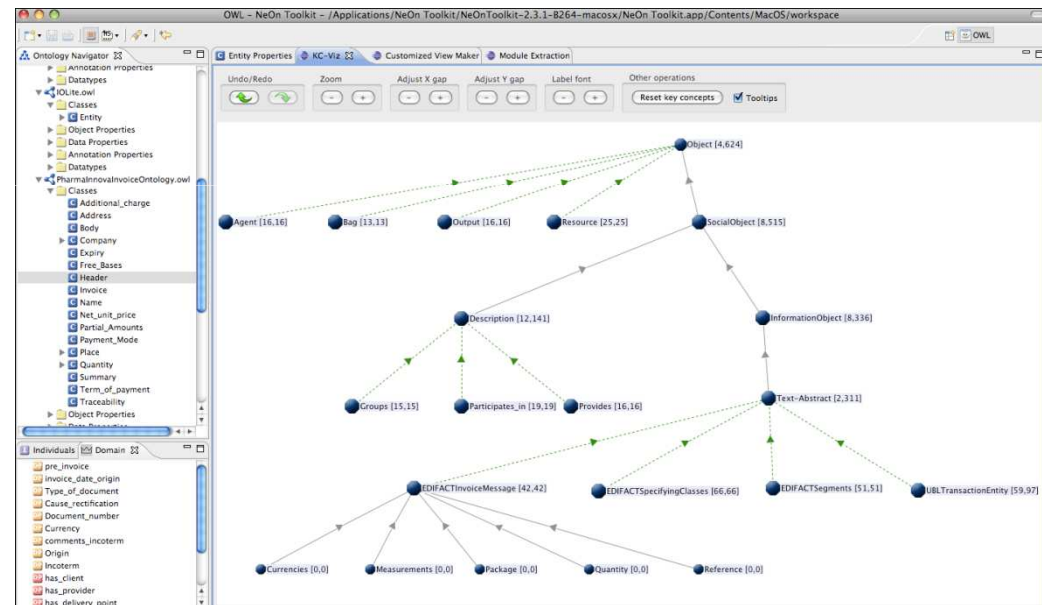 OWL – NeOn Toolkit – /Applications/NeOn Toolkit/NeOnToolkit-2.3.1-B264-macosx/NeOn Toolkit.app/Contents/MacOS/workspace
OWL
Ontology Navigator
Annotation Properties
Datatypes
IOLite.owl
Classes
Entity
Object Properties
Data Properties
Annotation Properties
Datatypes
PharmaInnovaInvoiceOntology.owl
Classes
Additional_charge
Address
Body
Company
Expiry
Free_Bases
Header
Invoice
Name
Net_unit_price
Partial_Amounts
Payment_Mode
Place
Quantity
Summary
Term_of_payment
Traceability
Object Properties
Data Properties
Individuals Domain
pre_invoice
invoice_date_origin
Type_of_document
Cause_rectification
Document_number
Currency
comments_incoterm
Origin
Incoterm
has_client
has_provider
has_delivery_point
Entity Properties KC-Viz Customized View Maker Module Extraction
Undo/Redo Zoom Adjust X gap Adjust Y gap Label font Other operations
- + - + - + - + Reset key concepts Tooltips
Object [4,624]
Agent [16,16] Bag [13,13] Output [16,16] Resource [25,25] SocialObject [8,515]
Description [12,141] InformationObject [8,336]
Groups [15,15] Participates_in [19,19] Provides [16,16] Text-Abstract [2,311]
EDIFACTInvoiceMessage [42,42] EDIFACTSpecifyingClasses [66,66] EDIFACTSegments [51,51] UBLTransactionEntity [59,97]
Currencies [0,0] Measurements [0,0] Package [0,0] Quantity [0,0] Reference [0,0]